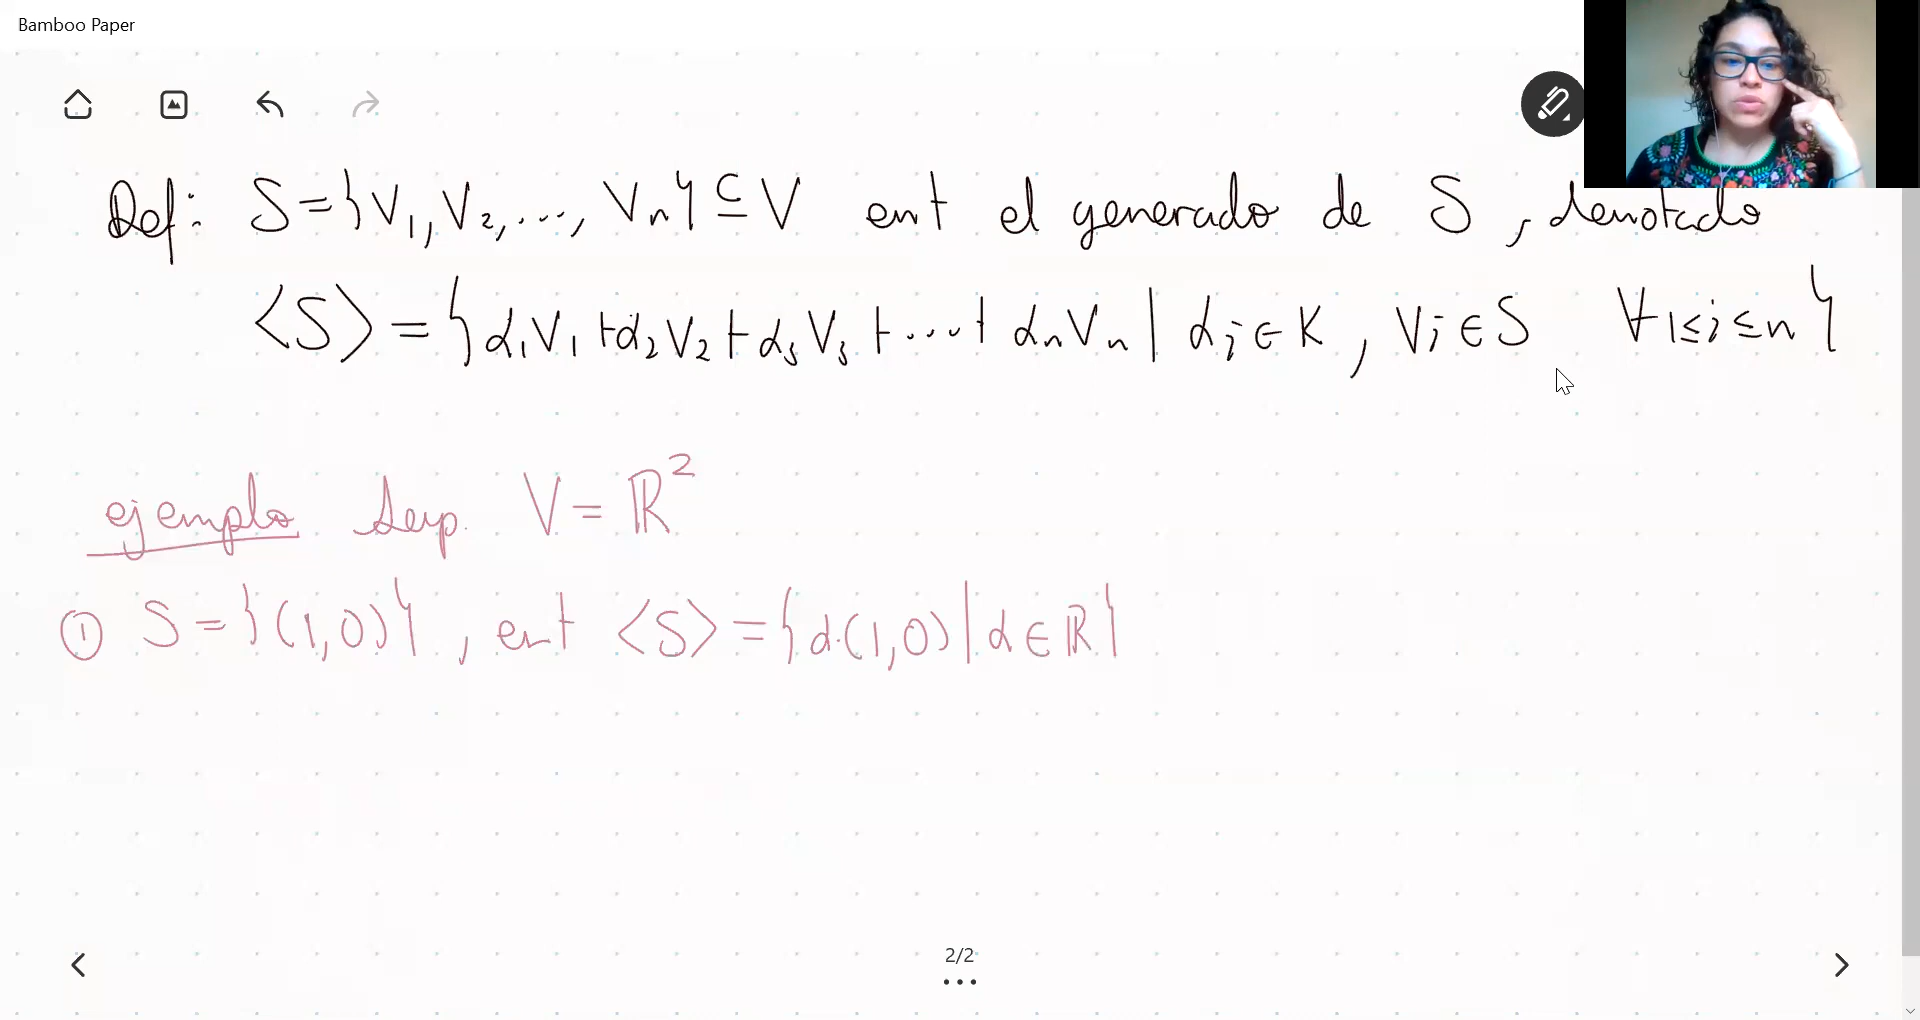 Bamboo Paper
Def: S = {v₁, v₂, ..., vₙ} ⊆ V ent el generado de S, denotado
⟨S⟩ = {α₁v₁ + α₂v₂ + α₃v₃ + ... + αₙvₙ | αᵢ ∈ K, vᵢ ∈ S ∀ 1 ≤ i ≤ n}
ejemplo Sup. V = ℝ²
① S = {(1,0)}, ent ⟨S⟩ = {α·(1,0) | α ∈ ℝ}
2/2